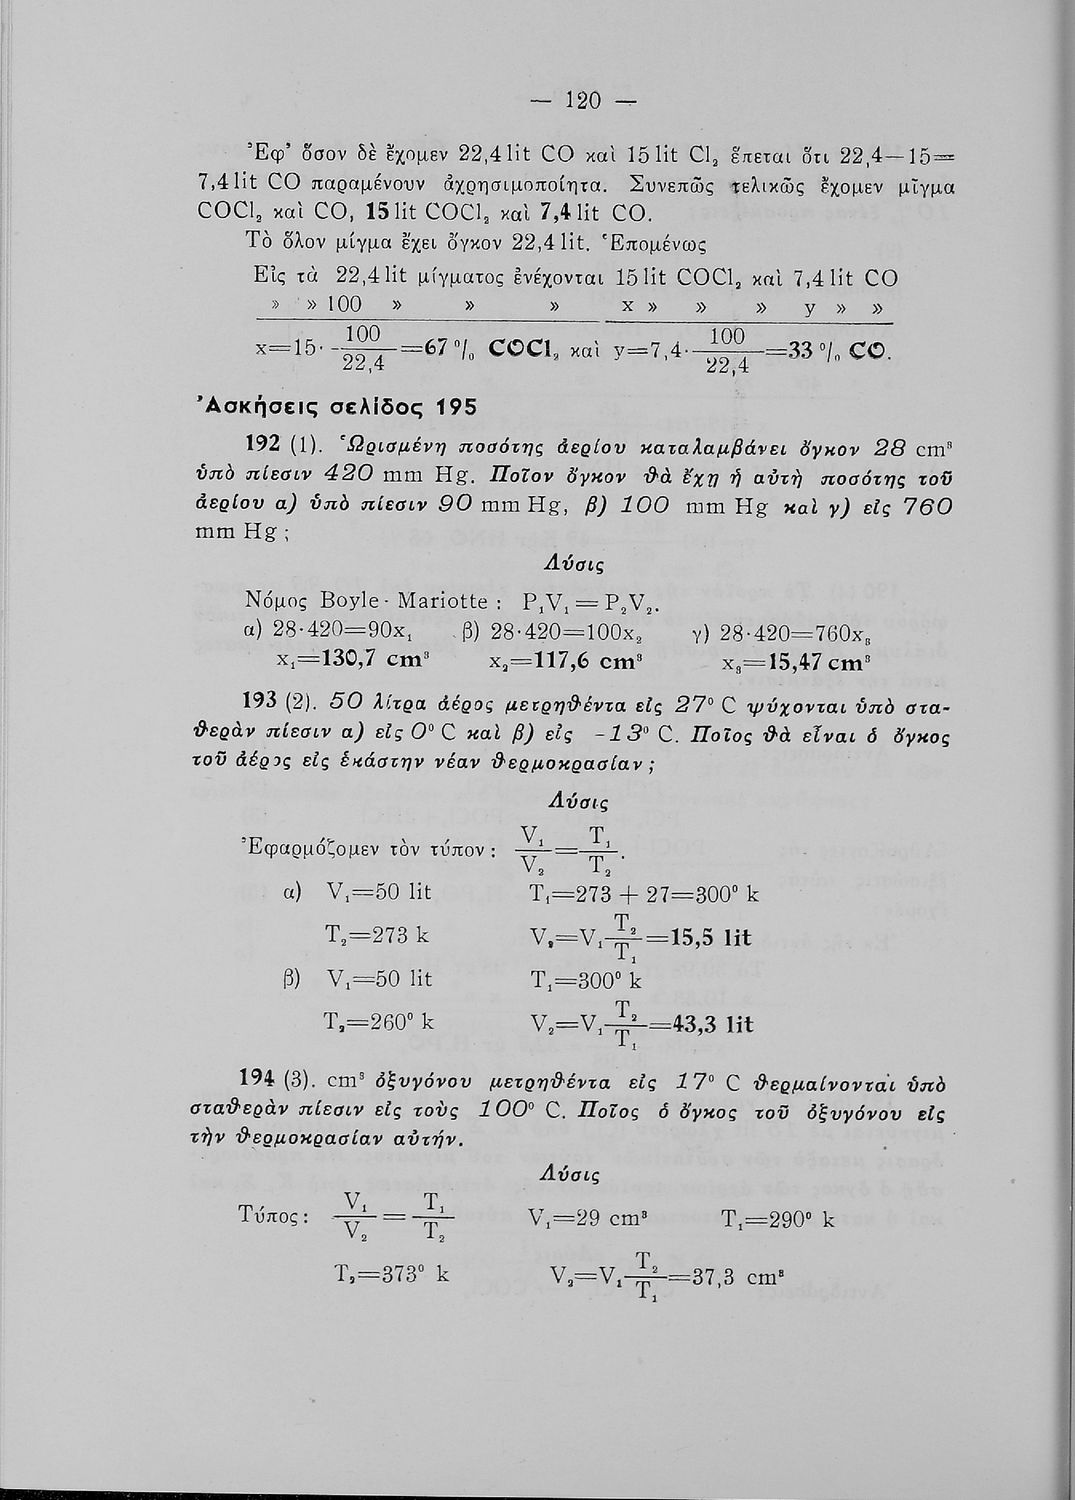 — 120 —
Ἐφ’ ὅσον δὲ ἔχομεν 22,4 lit CO καὶ 15 lit Cl₂ ἕπεται ὅτι 22,4—15=
7,4 lit CO παραμένουν ἀχρησιμοποίητα. Συνεπῶς τελικῶς ἔχομεν μῖγμα
COCl₂ καὶ CO, 15 lit COCl₂ καὶ 7,4 lit CO.
Τὸ ὅλον μίγμα ἔχει ὄγκον 22,4 lit. Ἑπομένως
Εἰς τὰ 22,4 lit μίγματος ἐνέχονται 15 lit COCl₂ καὶ 7,4 lit CO
» » 100 » » » x » » » y » »
x=15· 100/22,4 =67 °/₀ COCl₂ καὶ y=7,4· 100/22,4 =33 °/₀ CO.
Ἀσκήσεις σελίδος 195
192 (1). Ὡρισμένη ποσότης ἀερίου καταλαμβάνει ὄγκον 28 cm³
ὑπὸ πίεσιν 420 mm Hg. Ποῖον ὄγκον θὰ ἔχῃ ἡ αὐτὴ ποσότης τοῦ
ἀερίου α) ὑπὸ πίεσιν 90 mm Hg, β) 100 mm Hg καὶ γ) εἰς 760
mm Hg ;
Λύσις
Νόμος Boyle - Mariotte : P₁V₁ = P₂V₂.
α) 28·420=90x₁ β) 28·420=100x₂ γ) 28·420=760x₃
x₁=130,7 cm³ x₂=117,6 cm³ x₃=15,47 cm³
193 (2). 50 λίτρα ἀέρος μετρηθέντα εἰς 27° C ψύχονται ὑπὸ στα-
θερὰν πίεσιν α) εἰς 0° C καὶ β) εἰς -13° C. Ποῖος θὰ εἶναι ὁ ὄγκος
τοῦ ἀέρος εἰς ἑκάστην νέαν θερμοκρασίαν ;
Λύσις
Ἐφαρμόζομεν τὸν τύπον : V₁/V₂ = T₁/T₂.
α) V₁=50 lit T₁=273 + 27=300° k
T₂=273 k V₂=V₁ T₂/T₁ =15,5 lit
β) V₁=50 lit T₁=300° k
T₂=260° k V₂=V₁ T₂/T₁ =43,3 lit
194 (3). cm³ ὀξυγόνου μετρηθέντα εἰς 17° C θερμαίνονται ὑπὸ
σταθερὰν πίεσιν εἰς τοὺς 100° C. Ποῖος ὁ ὄγκος τοῦ ὀξυγόνου εἰς
τὴν θερμοκρασίαν αὐτήν.
Λύσις
Τύπος : V₁/V₂ = T₁/T₂ V₁=29 cm³ T₁=290° k
T₂=373° k V₂=V₁ T₂/T₁ =37,3 cm³